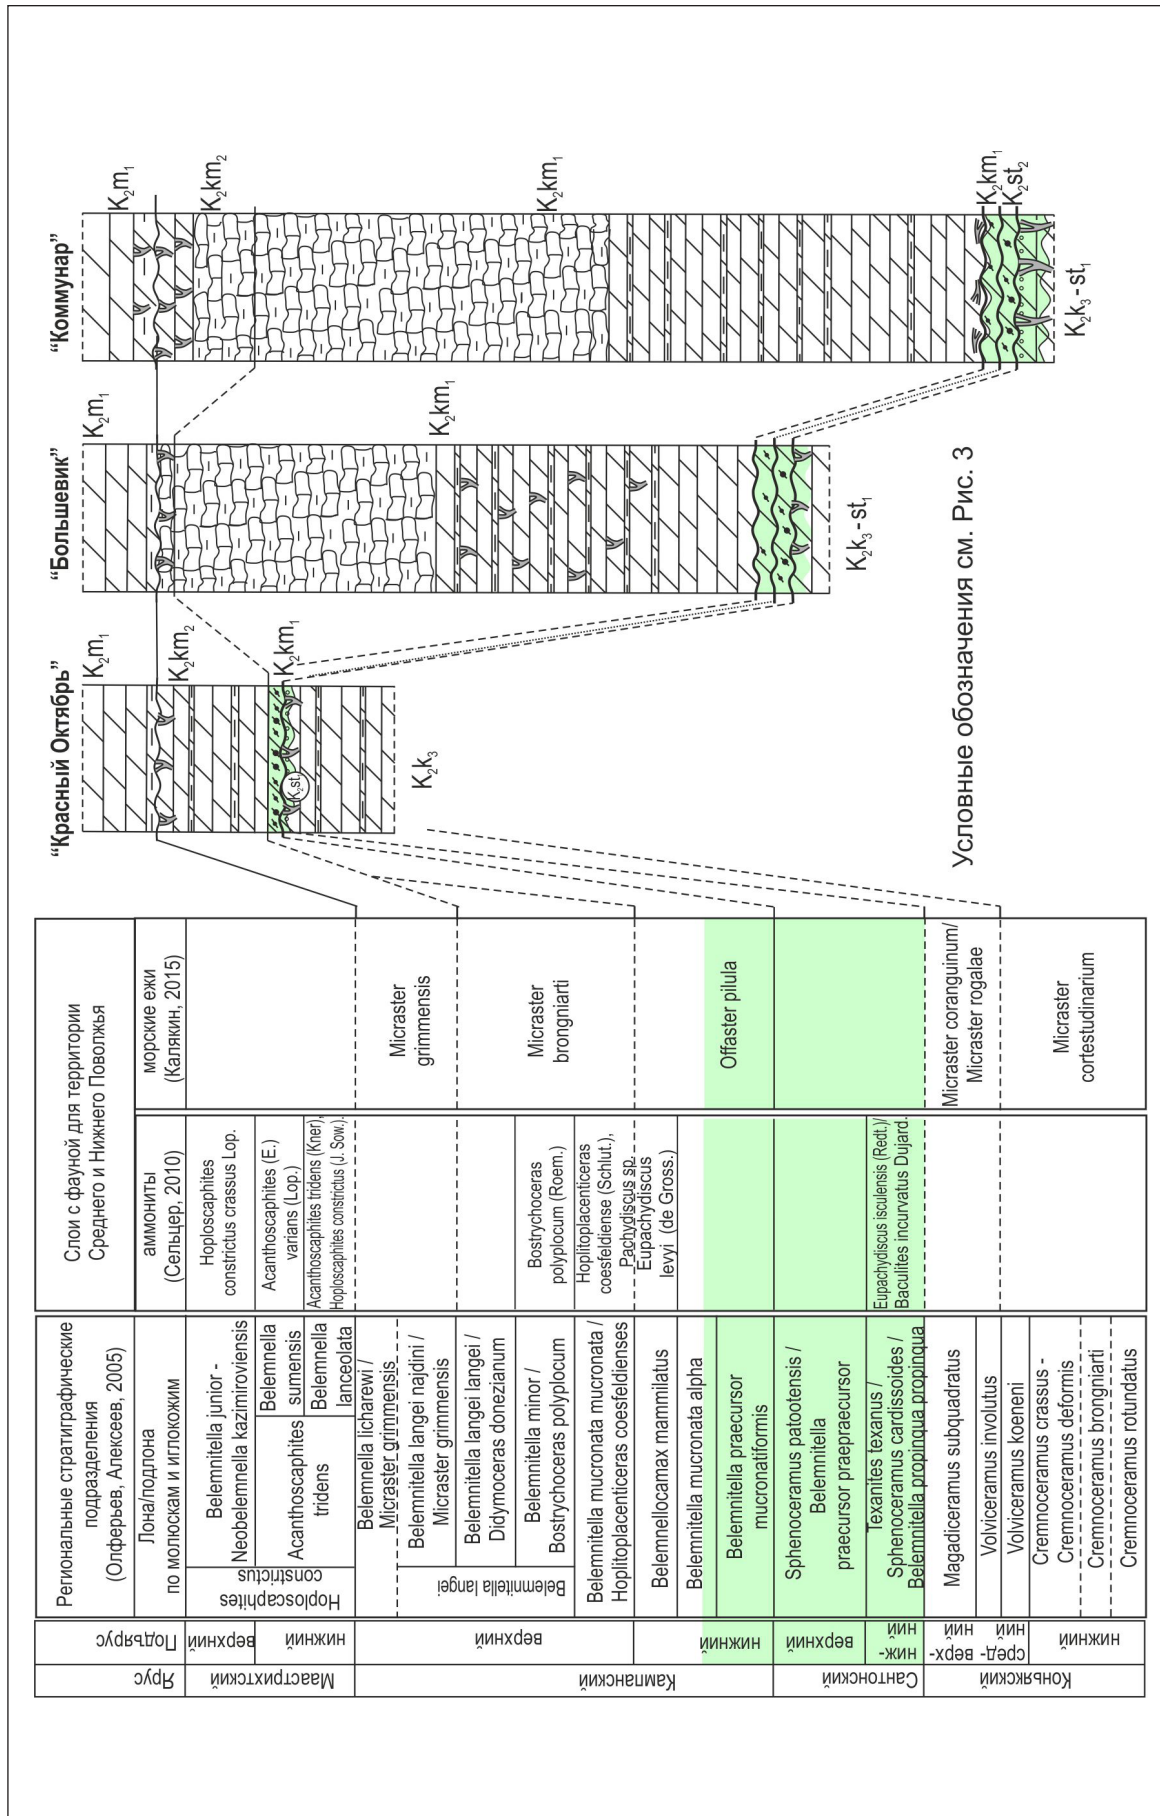 Региональные стратиграфические
подразделения
(Олферьев, Алексеев, 2005)
Слои с фауной для территории
Среднего и Нижнего Поволжья
Ярус
Подъярус
Лона/подлона
по молюскам и иглокожим
аммониты
(Сельцер, 2010)
морские ежи
(Калякин, 2015)
Маастрихтский
верхний
нижний
Hoploscaphites
constrictus
Belemnitella junior -
Neobelemnella kazimiroviensis
Acanthoscaphites
tridens
Belemnella
sumensis
Belemnella
lanceolata
Hoploscaphites
constrictus crassus Lop.
Acanthoscaphites (E.)
varians (Lop.)
Acanthoscaphites tridens (Kner),
Hoploscaphites constrictus (J. Sow.).
Кампанский
верхний
нижний
Belemnella licharewi /
Micraster grimmensis
Belemnitella langei
Belemnitella langei najdini /
Micraster grimmensis
Belemnitella langei langei /
Didymoceras donezianum
Belemnitella minor /
Bostrychoceras polyplocum
Belemnitella mucronata mucronata /
Hoplitoplacenticeras coesfeldienses
Belemnellocamax mammilatus
Belemnitella mucronata alpha
Belemnitella praecursor
mucronatiformis
Bostrychoceras
polyplocum (Roem.)
Hoplitoplacenticeras
coesfeldiense (Schlut.),
Pachydiscus sp.
Eupachydiscus
levyi (de Gross.)
Micraster
grimmensis
Micraster
brongniarti
Offaster pilula
Сантонский
верхний
ниж-
ний
Sphenoceramus patootensis /
Belemnitella
praecursor praepraecursor
Texanites texanus /
Sphenoceramus cardissoides /
Belemnitella propinqua propinqua
Eupachydiscus isculensis (Redt.)/
Baculites incurvatus Dujard.
Коньякский
верх-
ний
сред-
ний
нижний
Magadiceramus subquadratus
Volviceramus involutus
Volviceramus koeneni
Cremnoceramus crassus -
Cremnoceramus deformis
Cremnoceramus brongniarti
Cremnoceramus rotundatus
Micraster coranguinum/
Micraster rogalae
Micraster
cortestudinarium
"Красный Октябрь"
K₂m₁
K₂km₂
K₂km₁
K₂st
K₂k₃
"Большевик"
K₂m₁
K₂km₁
K₂k₃ - st₁
"Коммунар"
K₂m₁
K₂km₂
K₂km₁
K₂km₁
K₂st₂
K₂k₃ - st₁
Условные обозначения см. Рис. 3